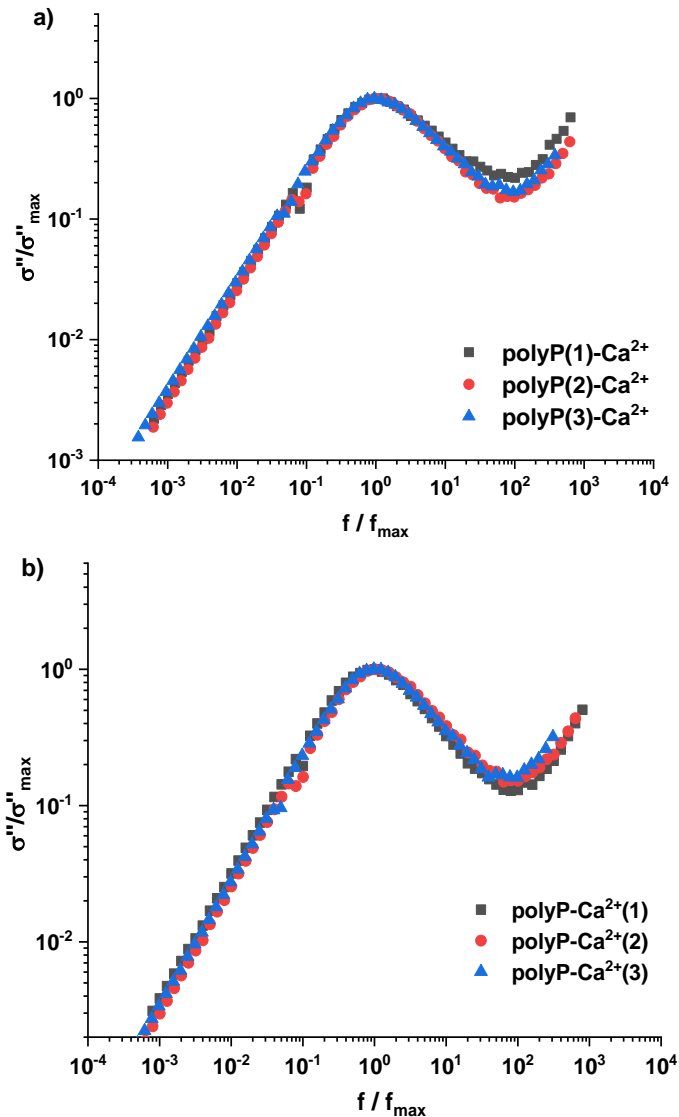 a)
10⁰
10⁻¹
10⁻²
10⁻³
σ''/σ''max
polyP(1)-Ca²⁺
polyP(2)-Ca²⁺
polyP(3)-Ca²⁺
10⁻⁴ 10⁻³ 10⁻² 10⁻¹ 10⁰ 10¹ 10² 10³ 10⁴
f / fmax
b)
10⁰
10⁻¹
10⁻²
σ''/σ''max
polyP-Ca²⁺(1)
polyP-Ca²⁺(2)
polyP-Ca²⁺(3)
10⁻⁴ 10⁻³ 10⁻² 10⁻¹ 10⁰ 10¹ 10² 10³ 10⁴
f / fmax